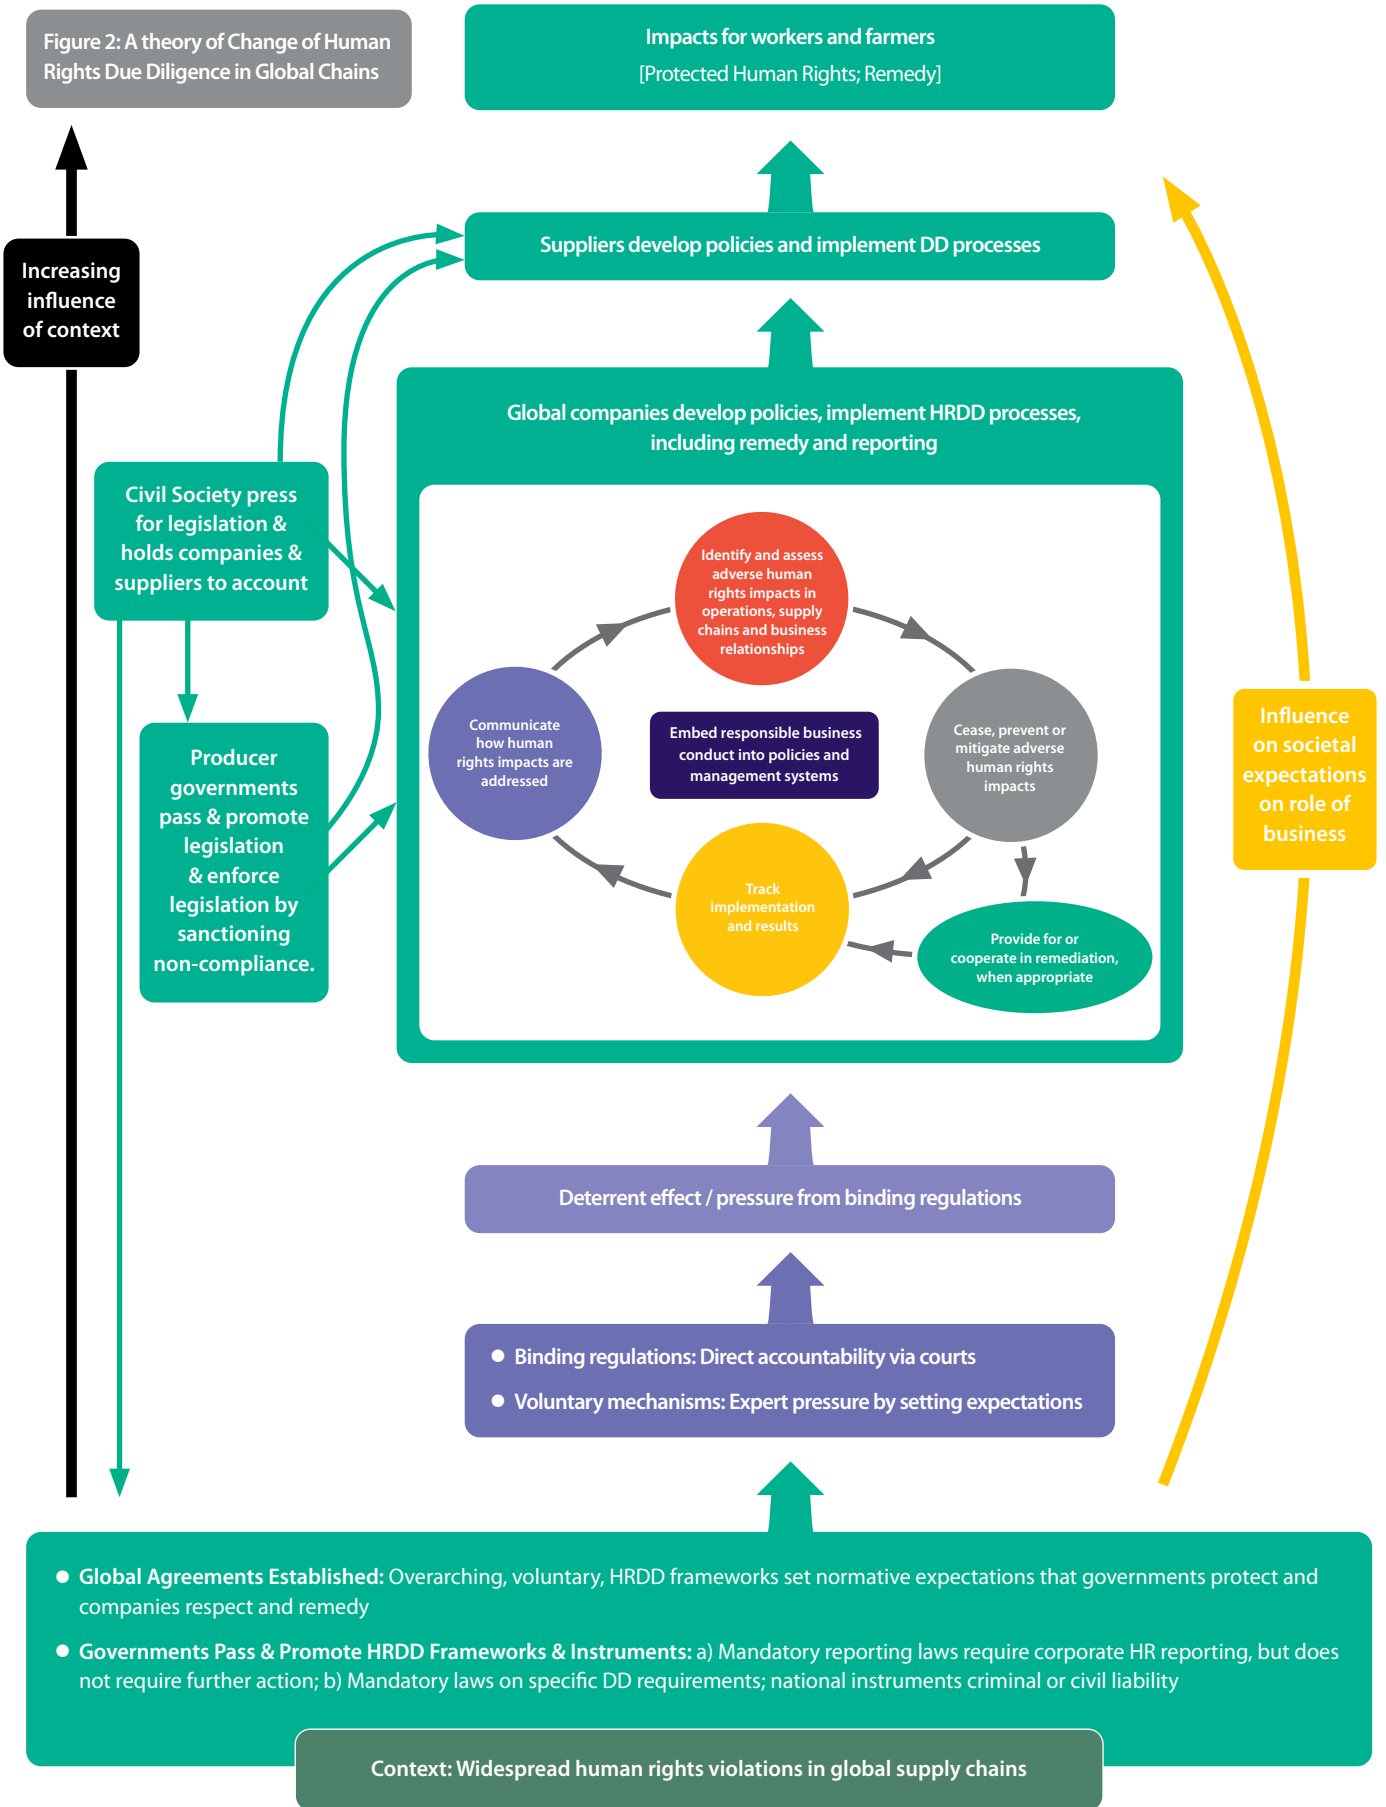 Figure 2: A theory of Change of Human
Rights Due Diligence in Global Chains
Impacts for workers and farmers
[Protected Human Rights; Remedy]
Suppliers develop policies and implement DD processes
Increasing
influence
of context
Global companies develop policies, implement HRDD processes,
including remedy and reporting
Civil Society press
for legislation &
holds companies &
suppliers to account
Identify and assess
adverse human
rights impacts in
operations, supply
chains and business
relationships
Communicate
how human
rights impacts are
addressed
Embed responsible business
conduct into policies and
management systems
Cease, prevent or
mitigate adverse
human rights
impacts
Track
implementation
and results
Provide for or
cooperate in remediation,
when appropriate
Producer
governments
pass & promote
legislation
& enforce
legislation by
sanctioning
non-compliance.
Influence
on societal
expectations
on role of
business
Deterrent effect / pressure from binding regulations
● Binding regulations: Direct accountability via courts
● Voluntary mechanisms: Expert pressure by setting expectations
● Global Agreements Established: Overarching, voluntary, HRDD frameworks set normative expectations that governments protect and
companies respect and remedy
● Governments Pass & Promote HRDD Frameworks & Instruments: a) Mandatory reporting laws require corporate HR reporting, but does
not require further action; b) Mandatory laws on specific DD requirements; national instruments criminal or civil liability
Context: Widespread human rights violations in global supply chains